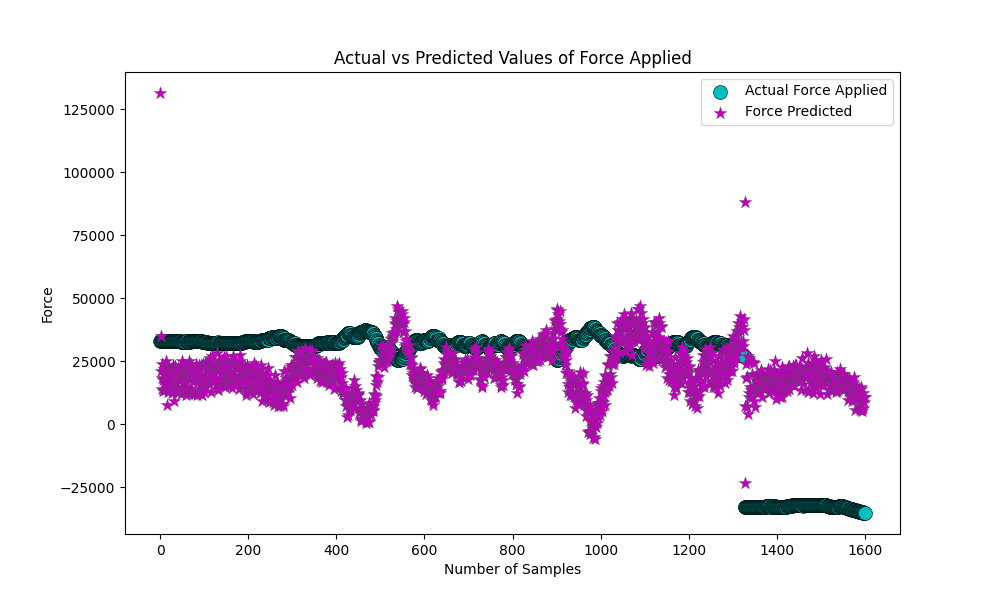 Actual vs Predicted Values of Force Applied
Actual Force Applied
Force Predicted
125000
100000
75000
50000
25000
0
−25000
Force
0 200 400 600 800 1000 1200 1400 1600
Number of Samples